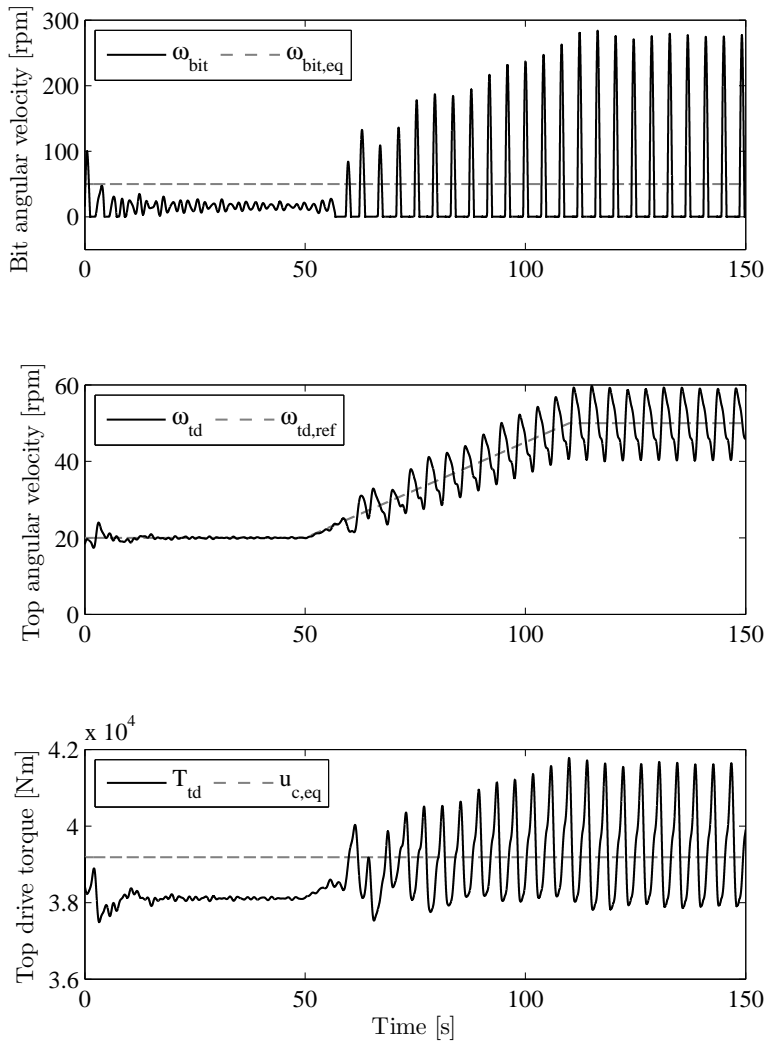 Bit angular velocity [rpm]
300
200
100
0
ω_bit ω_bit,eq
0 50 100 150
Top angular velocity [rpm]
60
40
20
0
ω_td ω_td,ref
0 50 100 150
x 10^4
Top drive torque [Nm]
4.2
4
3.8
3.6
T_td u_c,eq
0 50 100 150
Time [s]